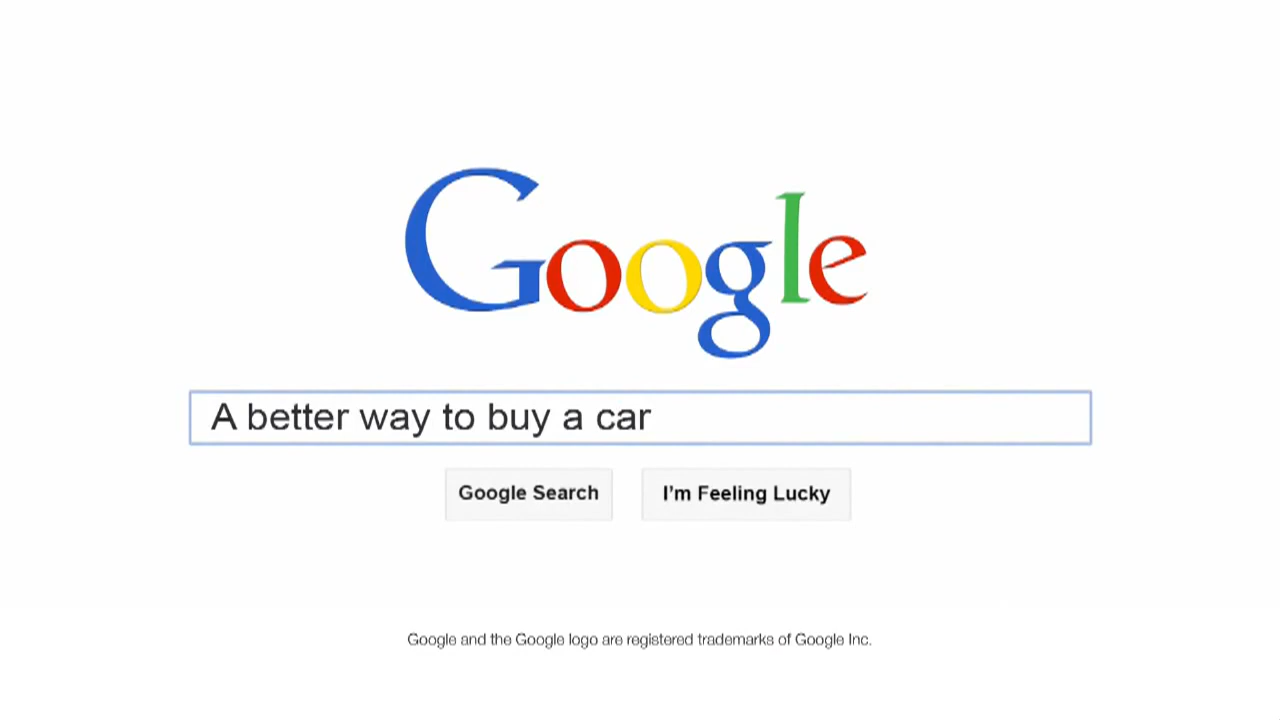 Google
A better way to buy a car
Google Search
I'm Feeling Lucky
Google and the Google logo are registered trademarks of Google Inc.